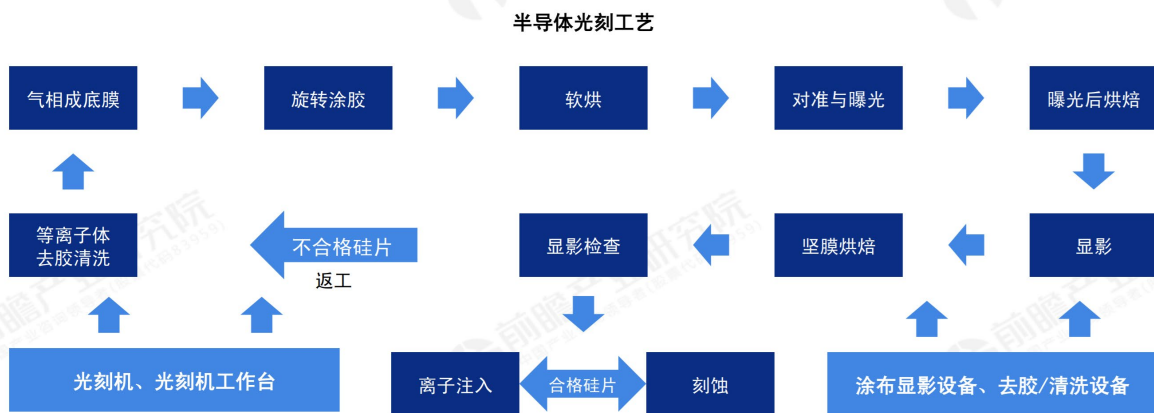 半导体光刻工艺
气相成底膜
旋转涂胶
软烘
对准与曝光
曝光后烘焙
等离子体
去胶清洗
不合格硅片
返工
显影检查
坚膜烘焙
显影
光刻机、光刻机工作台
离子注入
合格硅片
刻蚀
涂布显影设备、去胶/清洗设备